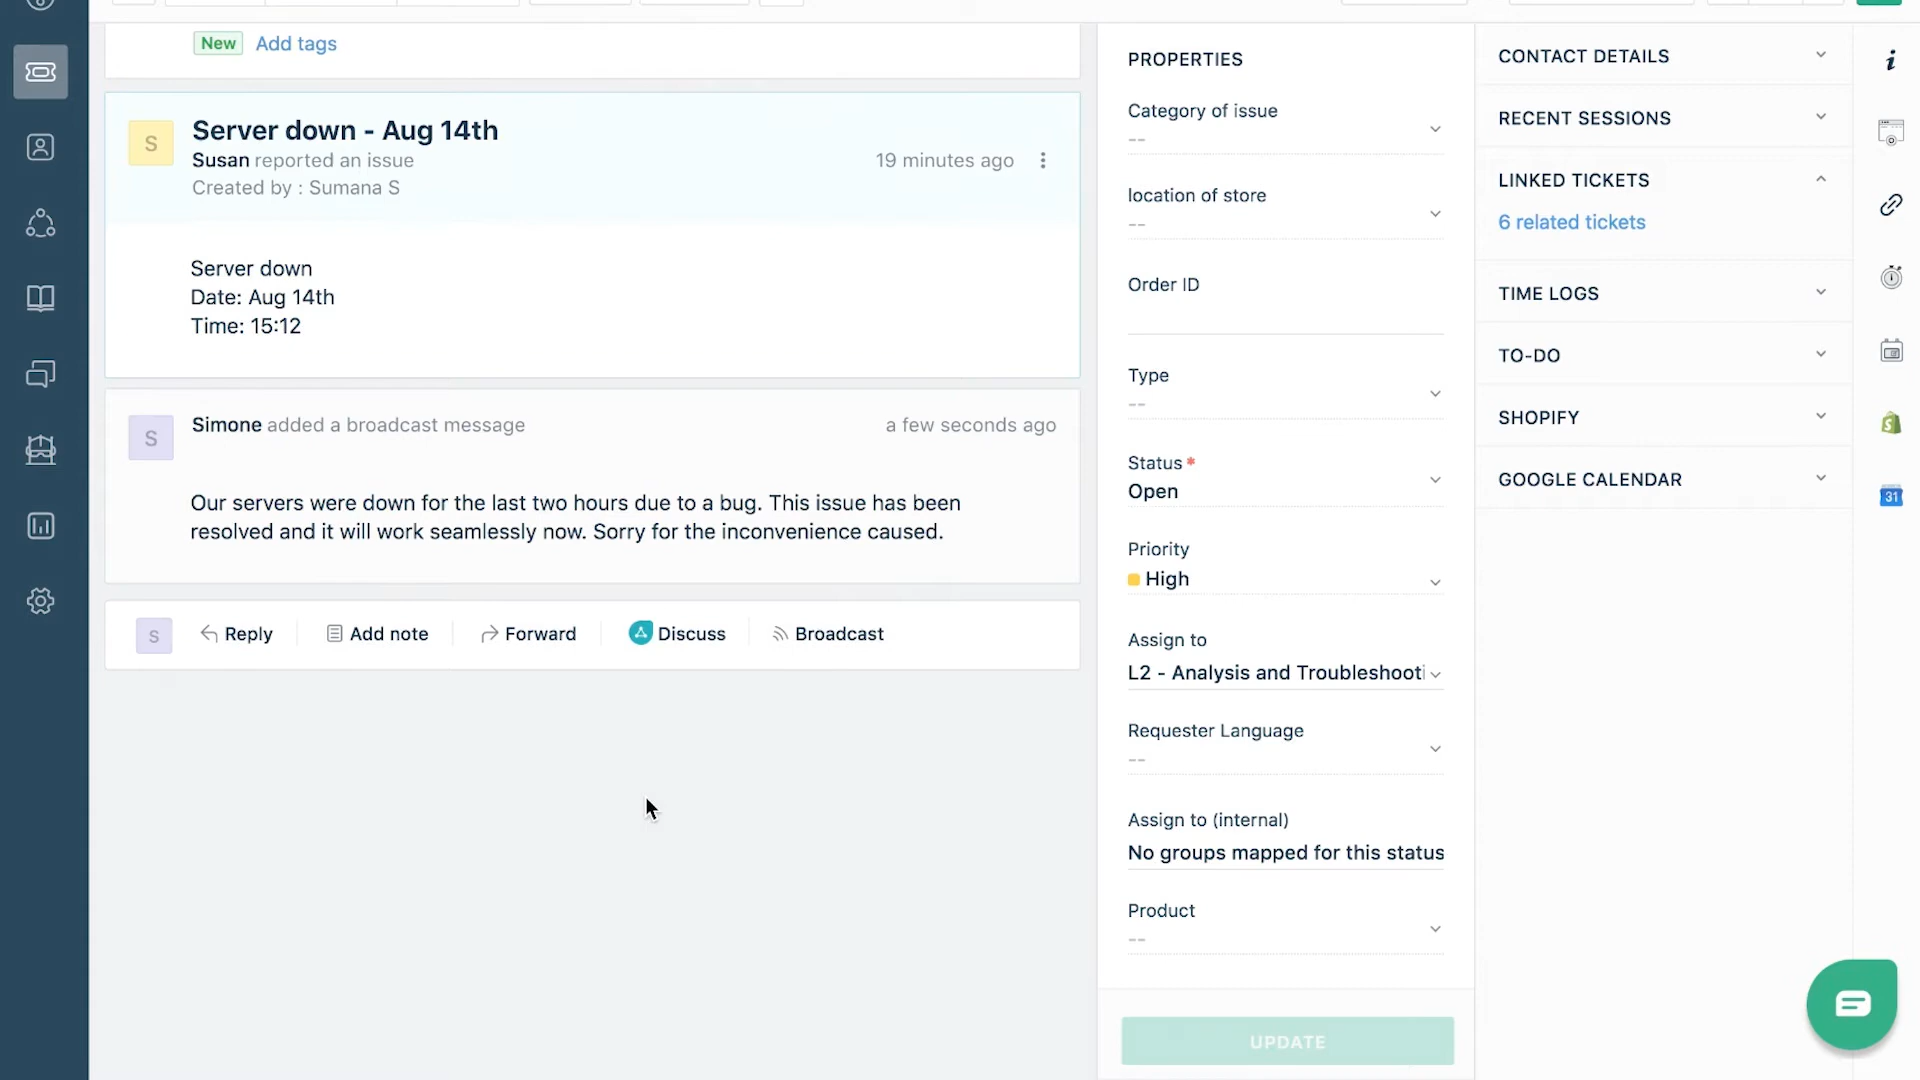 New Add tags
S
Server down - Aug 14th
Susan reported an issue
19 minutes ago
Created by : Sumana S
Server down
Date: Aug 14th
Time: 15:12
S
Simone added a broadcast message
a few seconds ago
Our servers were down for the last two hours due to a bug. This issue has been
resolved and it will work seamlessly now. Sorry for the inconvenience caused.
S
Reply
Add note
Forward
Discuss
Broadcast
PROPERTIES
Category of issue
--
location of store
--
Order ID
Type
--
Status *
Open
Priority
High
Assign to
L2 - Analysis and Troubleshooti
Requester Language
--
Assign to (internal)
No groups mapped for this status
Product
--
UPDATE
CONTACT DETAILS
RECENT SESSIONS
LINKED TICKETS
6 related tickets
TIME LOGS
TO-DO
SHOPIFY
GOOGLE CALENDAR
31